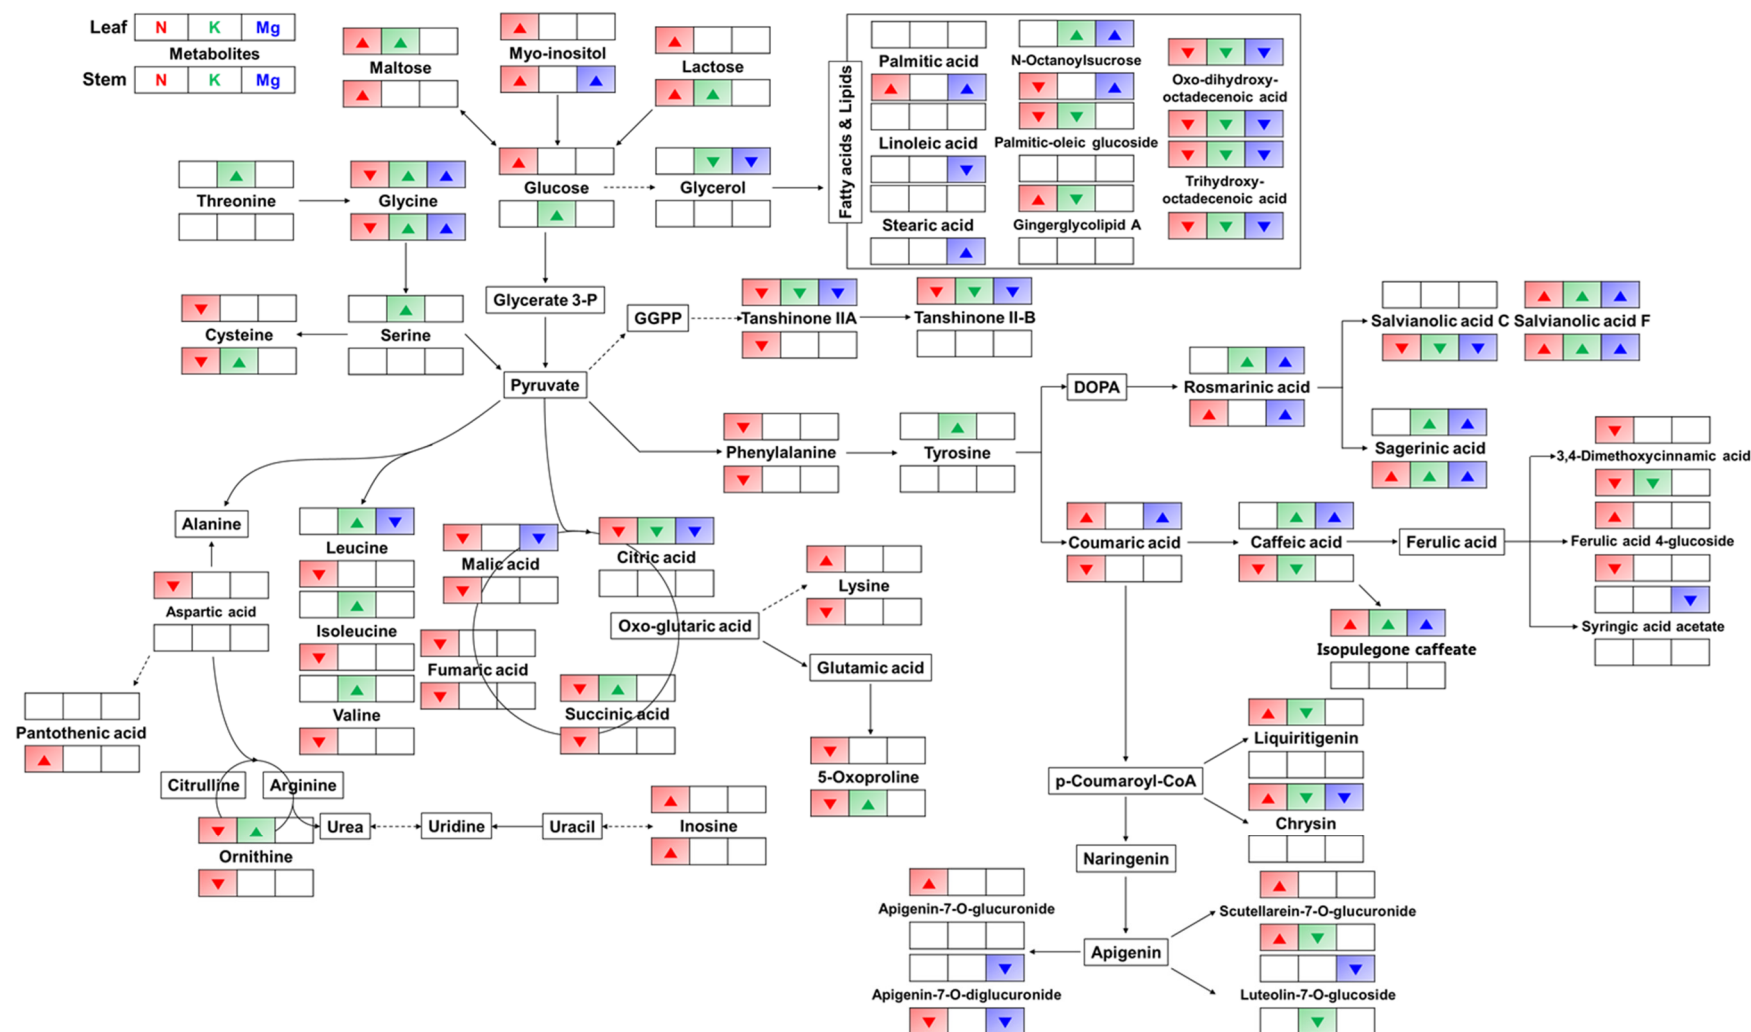 Leaf N K Mg
Metabolites
Stem N K Mg
Maltose
Myo-inositol
Lactose
Threonine
Glycine
Glucose
Glycerol
Fatty acids & Lipids
Palmitic acid
Linoleic acid
Stearic acid
N-Octanoylsucrose
Palmitic-oleic glucoside
Gingerglycolipid A
Oxo-dihydroxy-
octadecenoic acid
Trihydroxy-
octadecenoic acid
Cysteine
Serine
Glycerate 3-P
GGPP
Tanshinone IIA
Tanshinone II-B
Salvianolic acid C
Salvianolic acid F
Pyruvate
DOPA
Rosmarinic acid
Sagerinic acid
Phenylalanine
Tyrosine
3,4-Dimethoxycinnamic acid
Alanine
Leucine
Malic acid
Citric acid
Lysine
Coumaric acid
Caffeic acid
Ferulic acid
Ferulic acid 4-glucoside
Aspartic acid
Isoleucine
Oxo-glutaric acid
Syringic acid acetate
Isopulegone caffeate
Fumaric acid
Glutamic acid
Pantothenic acid
Valine
Succinic acid
Liquiritigenin
5-Oxoproline
p-Coumaroyl-CoA
Citrulline
Arginine
Urea
Uridine
Uracil
Inosine
Chrysin
Ornithine
Naringenin
Apigenin-7-O-glucuronide
Scutellarein-7-O-glucuronide
Apigenin
Apigenin-7-O-diglucuronide
Luteolin-7-O-glucoside